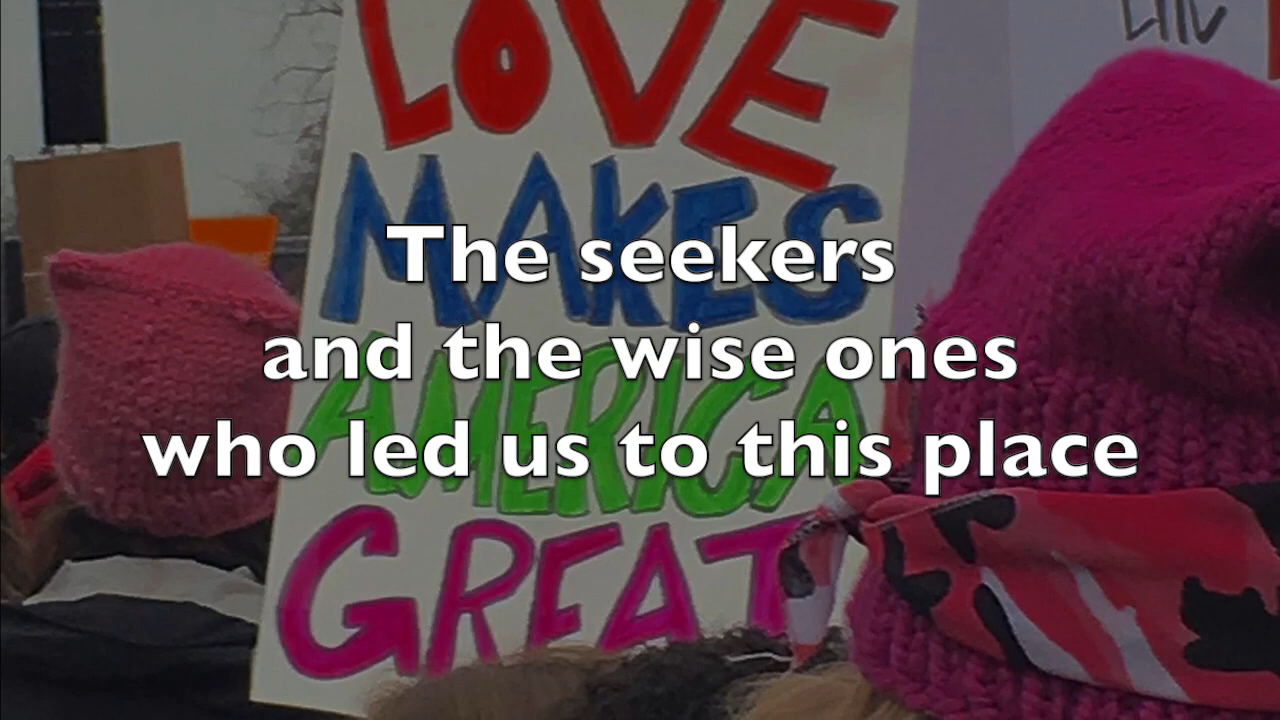 LOVE
MAKES
AMERICA
GREAT
The seekers
and the wise ones
who led us to this place